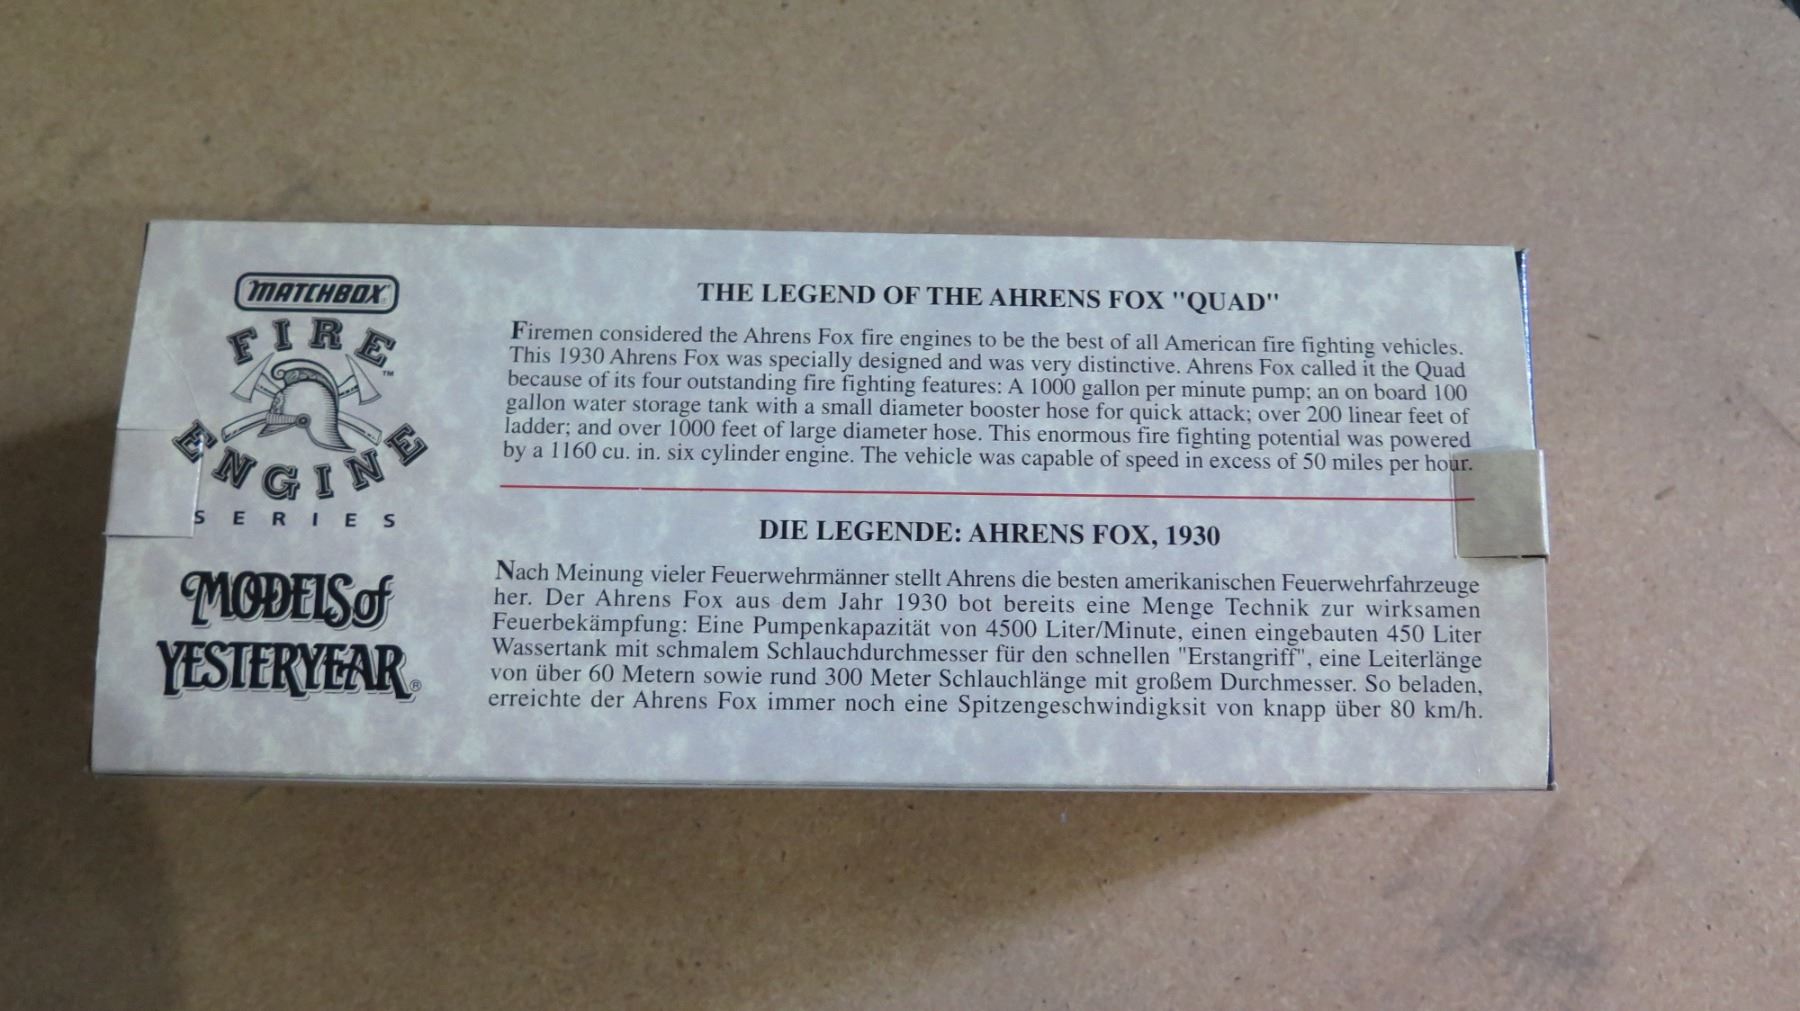 MATCHBOX
FIRE
™
ENGINE
SERIES
MODELS of
YESTERYEAR®
THE LEGEND OF THE AHRENS FOX "QUAD"
Firemen considered the Ahrens Fox fire engines to be the best of all American fire fighting vehicles.
This 1930 Ahrens Fox was specially designed and was very distinctive. Ahrens Fox called it the Quad
because of its four outstanding fire fighting features: A 1000 gallon per minute pump; an on board 100
gallon water storage tank with a small diameter booster hose for quick attack; over 200 linear feet of
ladder; and over 1000 feet of large diameter hose. This enormous fire fighting potential was powered
by a 1160 cu. in. six cylinder engine. The vehicle was capable of speed in excess of 50 miles per hour.
DIE LEGENDE: AHRENS FOX, 1930
Nach Meinung vieler Feuerwehrmänner stellt Ahrens die besten amerikanischen Feuerwehrfahrzeuge
her. Der Ahrens Fox aus dem Jahr 1930 bot bereits eine Menge Technik zur wirksamen
Feuerbekämpfung: Eine Pumpenkapazität von 4500 Liter/Minute, einen eingebauten 450 Liter
Wassertank mit schmalem Schlauchdurchmesser für den schnellen "Erstangriff", eine Leiterlänge
von über 60 Metern sowie rund 300 Meter Schlauchlänge mit großem Durchmesser. So beladen,
erreichte der Ahrens Fox immer noch eine Spitzengeschwindigksit von knapp über 80 km/h.